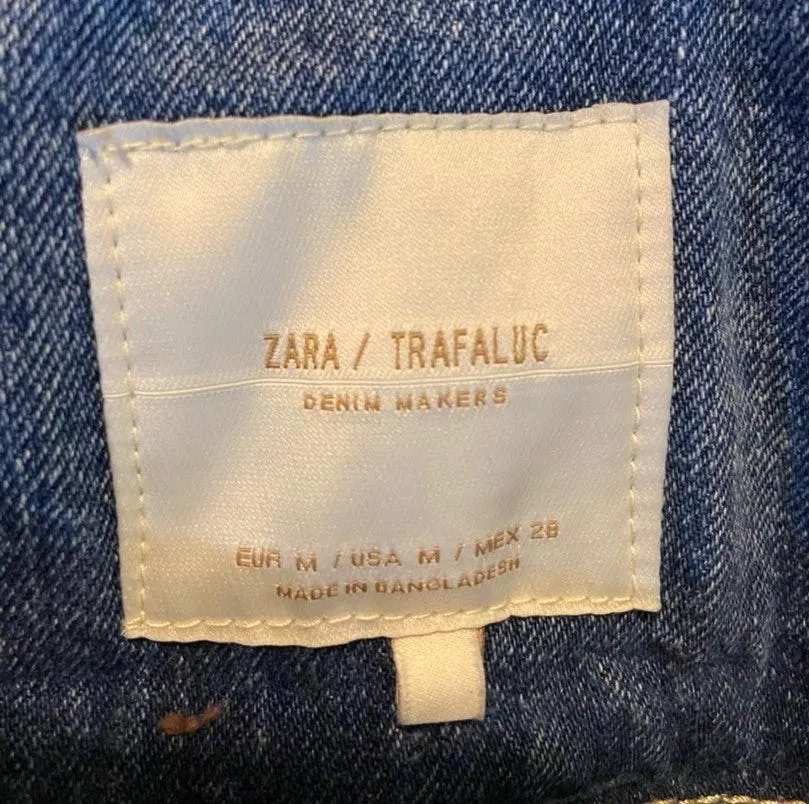 ZARA / TRAFALUC
DENIM MAKERS
EUR M / USA M / MEX 28
MADE IN BANGLADESH